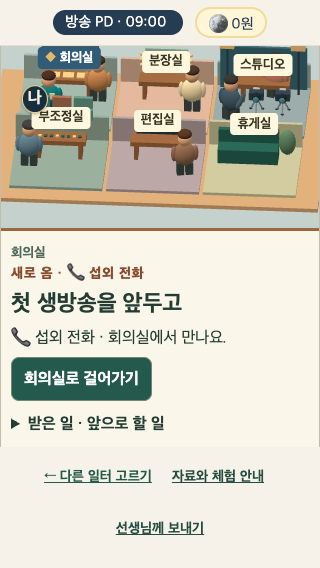 방송 PD · 09:00
0원
회의실
분장실
스튜디오
나
부조정실
편집실
휴게실
회의실
새로 옴 · 섭외 전화
첫 생방송을 앞두고
섭외 전화 · 회의실에서 만나요.
회의실로 걸어가기
▶ 받은 일 · 앞으로 할 일
← 다른 일터 고르기
자료와 체험 안내
선생님께 보내기